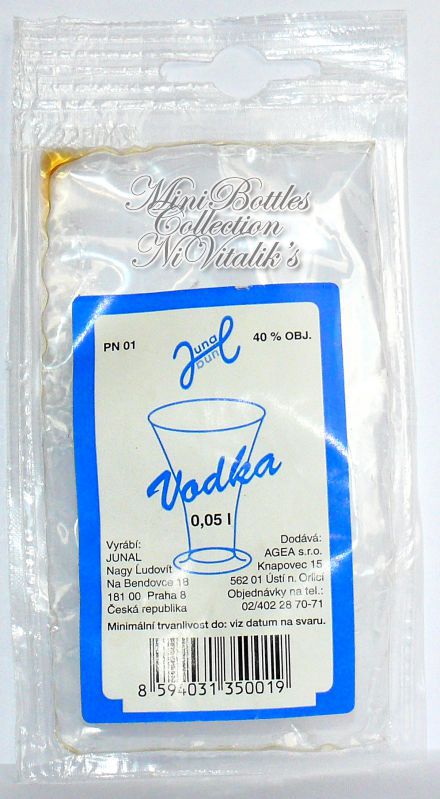 Mini Bottles
Collection
NiVitalik's
PN 01
Junal
40 % OBJ.
Vodka
0,05 l
Vyrábí:
JUNAL
Nagy Ľudovít
Na Bendovce 18
181 00 Praha 8
Česká republika
Dodává:
AGEA s.r.o.
Knapovec 15
562 01 Ústí n. Orlicí
Objednávky na tel.:
02/402 28 70-71
Minimální trvanlivost do: viz datum na svaru.
8 594031 350019